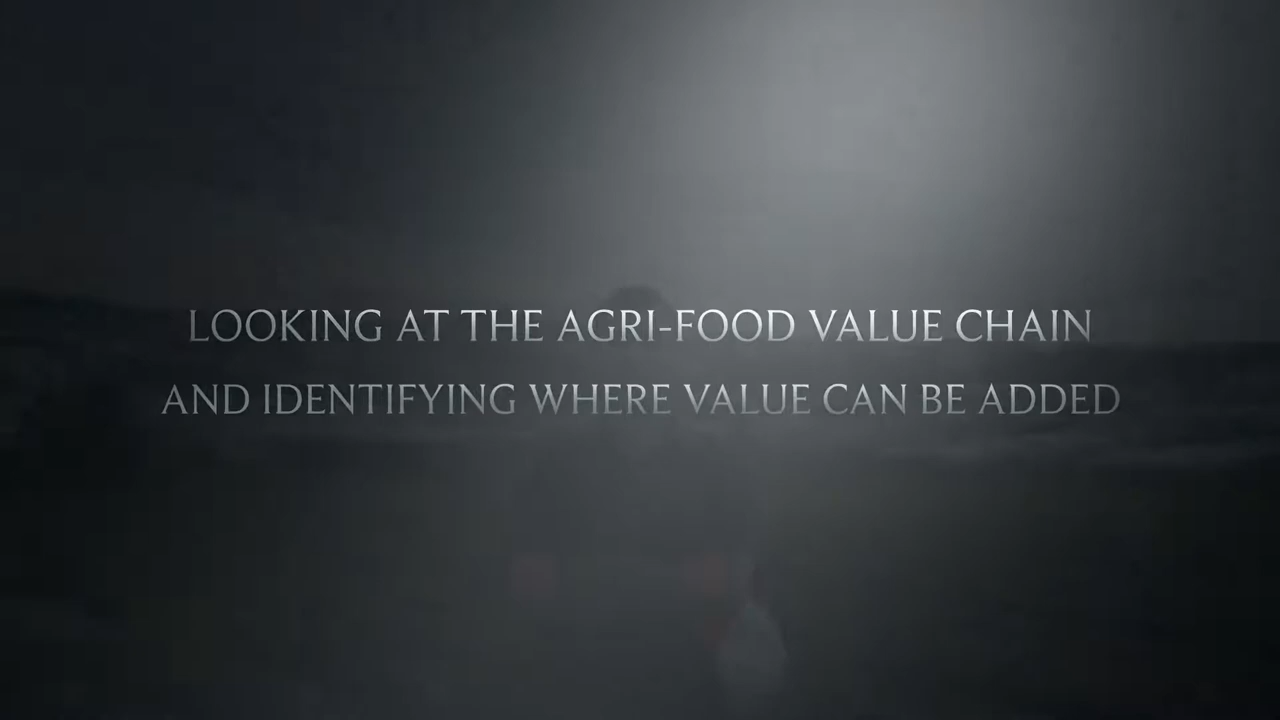 LOOKING AT THE AGRI-FOOD VALUE CHAIN
AND IDENTIFYING WHERE VALUE CAN BE ADDED